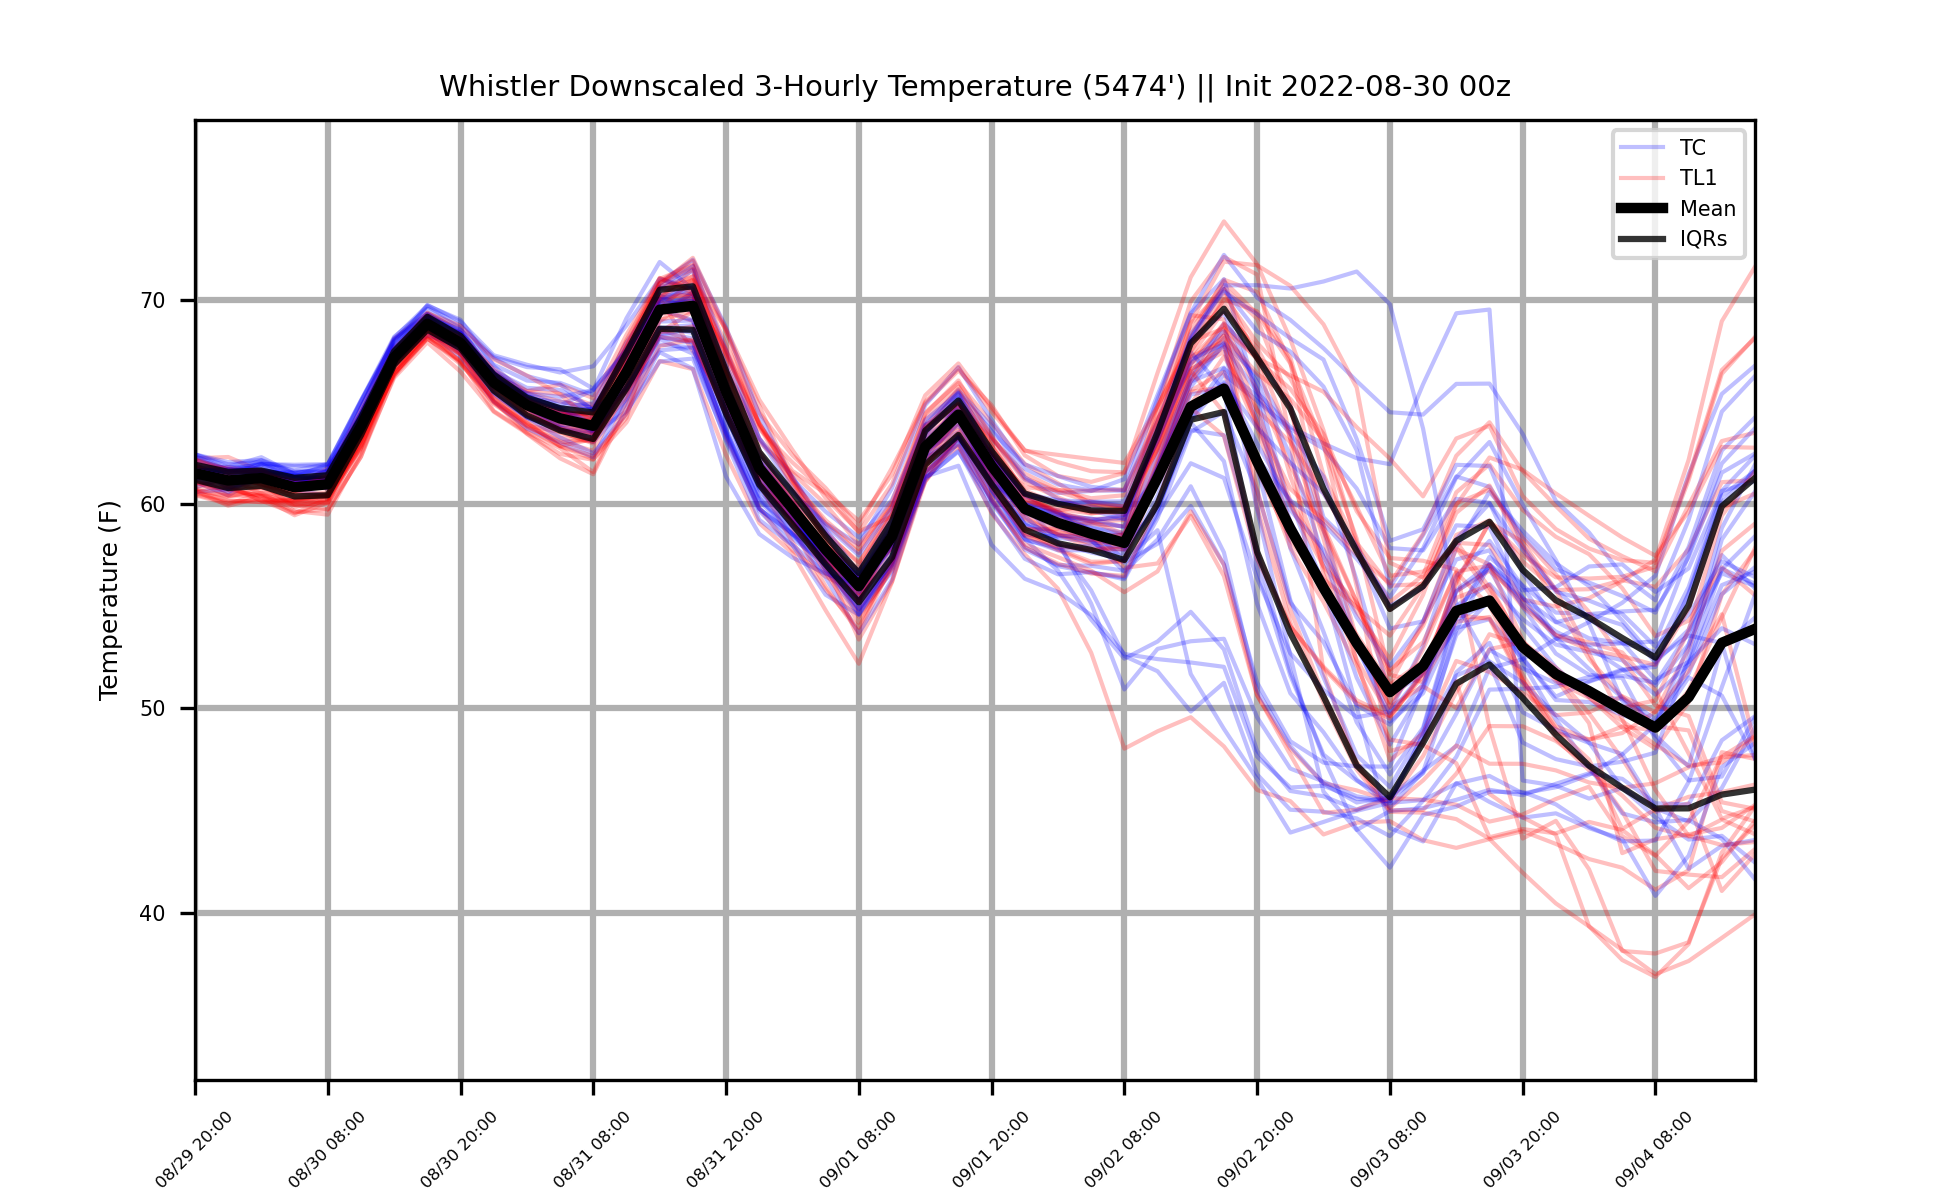 Whistler Downscaled 3-Hourly Temperature (5474') || Init 2022-08-30 00z
TC
TL1
Mean
IQRs
Temperature (F)
70
60
50
40
08/29 20:00
08/30 08:00
08/30 20:00
08/31 08:00
08/31 20:00
09/01 08:00
09/01 20:00
09/02 08:00
09/02 20:00
09/03 08:00
09/03 20:00
09/04 08:00